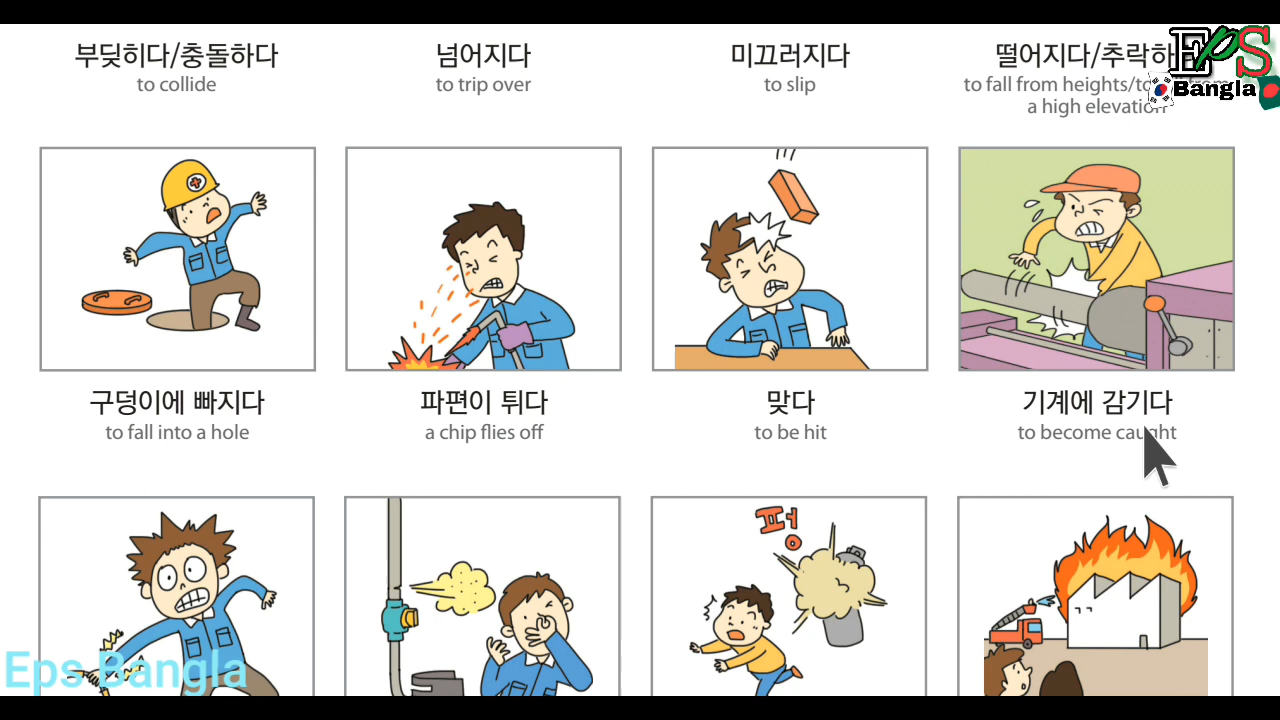 부딪히다/충돌하다
to collide
넘어지다
to trip over
미끄러지다
to slip
떨어지다/추락하
to fall from heights/to
a high elevation
EPS
Bangla
구덩이에 빠지다
to fall into a hole
파편이 튀다
a chip flies off
맞다
to be hit
기계에 감기다
to become caught
펑
Eps Bangla